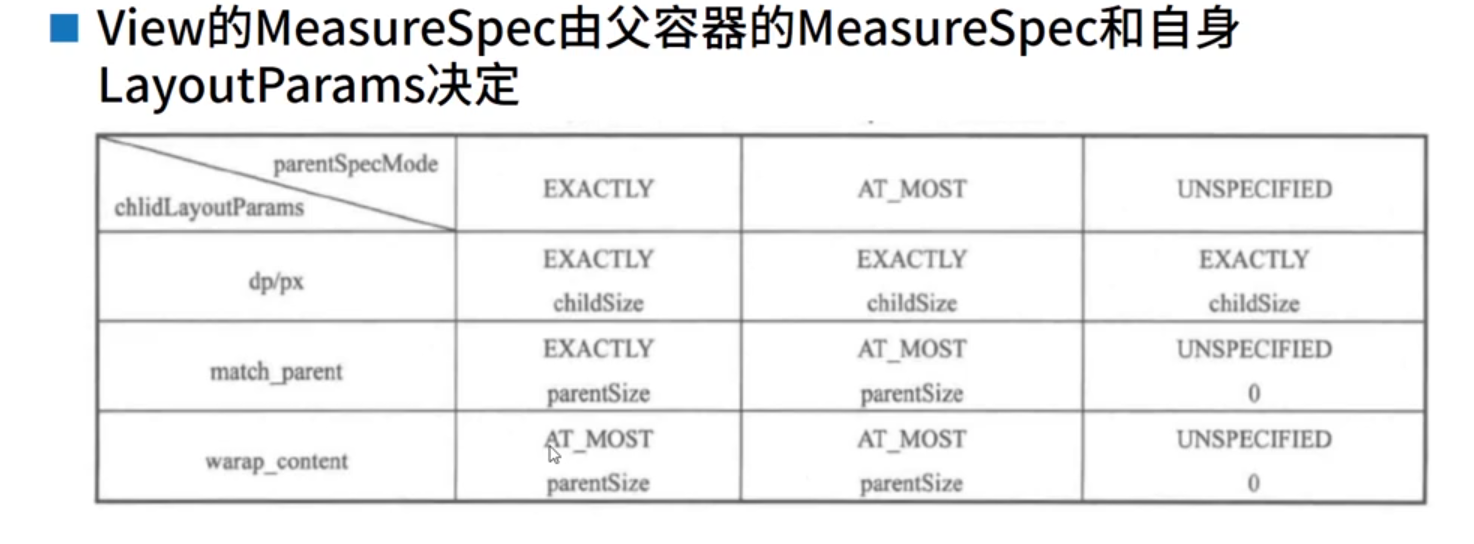 View的MeasureSpec由父容器的MeasureSpec和自身
LayoutParams决定
parentSpecMode
chlidLayoutParams
EXACTLY
AT_MOST
UNSPECIFIED
dp/px
EXACTLY
childSize
EXACTLY
childSize
EXACTLY
childSize
match_parent
EXACTLY
parentSize
AT_MOST
parentSize
UNSPECIFIED
0
warap_content
AT_MOST
parentSize
AT_MOST
parentSize
UNSPECIFIED
0